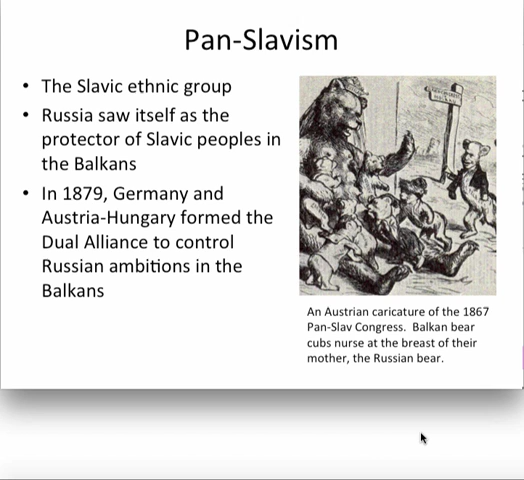 Pan-Slavism
• The Slavic ethnic group
• Russia saw itself as the
protector of Slavic peoples in
the Balkans
• In 1879, Germany and
Austria-Hungary formed the
Dual Alliance to control
Russian ambitions in the
Balkans
An Austrian caricature of the 1867
Pan-Slav Congress.  Balkan bear
cubs nurse at the breast of their
mother, the Russian bear.